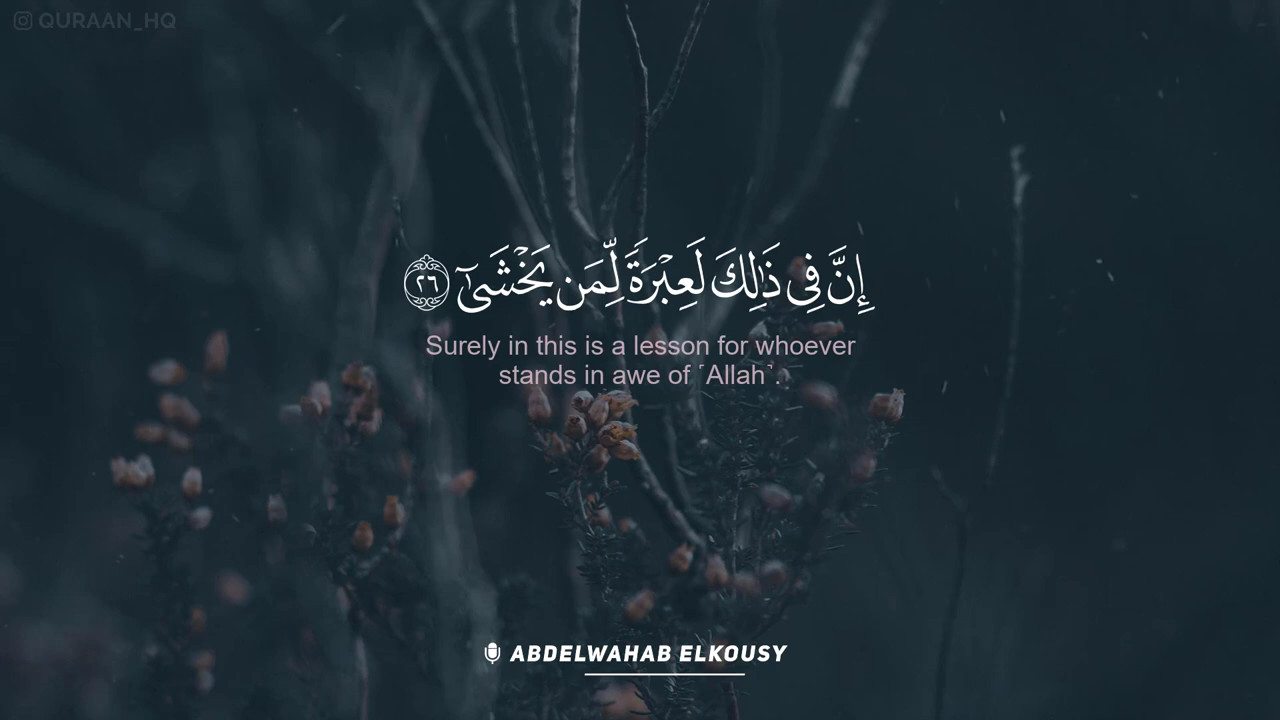 QURAAN_HQ
إِنَّ فِى ذَٰلِكَ لَعِبْرَةً لِّمَن يَخْشَىٰٓ ٢٦
Surely in this is a lesson for whoever
stands in awe of ˹Allah˺.
ABDELWAHAB ELKOUSY